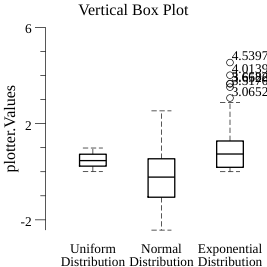 Vertical Box Plot
plotter.Values
6
2
-2
4.5397
4.0139
3.0652
Uniform
Distribution
Normal
Distribution
Exponential
Distribution